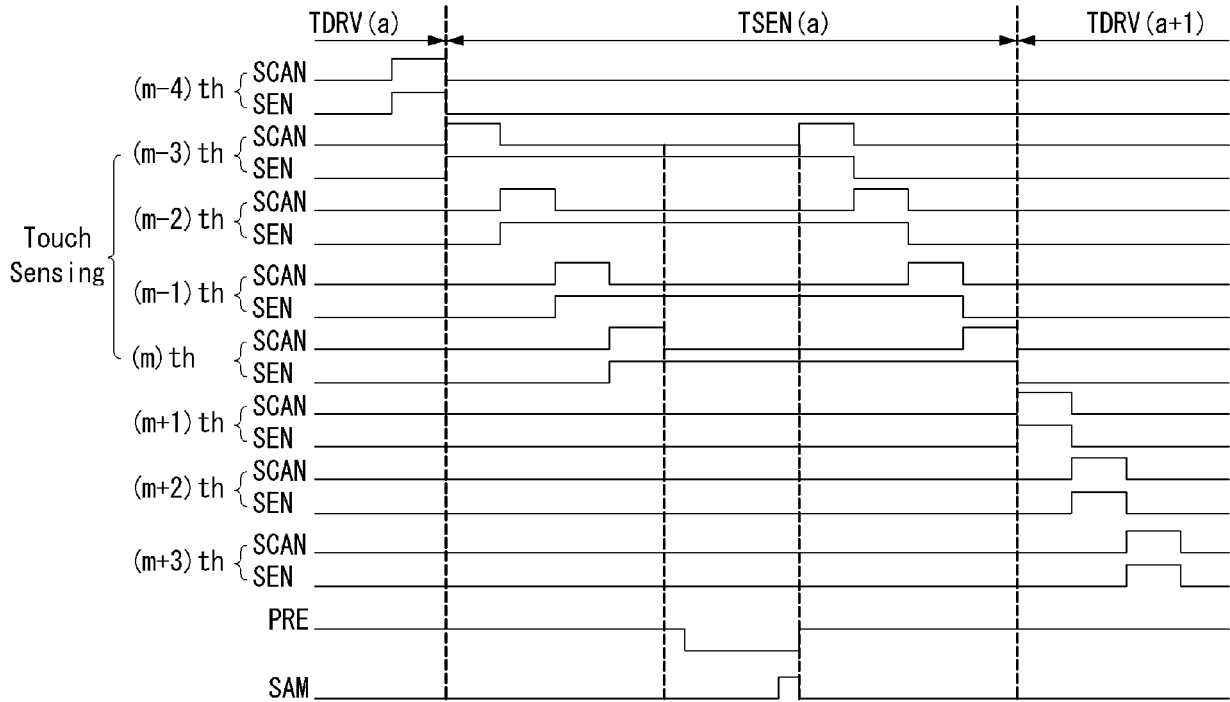 TDRV(a) TSEN(a) TDRV(a+1)
(m-4)th SCAN
SEN
(m-3)th SCAN
SEN
(m-2)th SCAN
SEN
Touch Sensing
(m-1)th SCAN
SEN
(m)th SCAN
SEN
(m+1)th SCAN
SEN
(m+2)th SCAN
SEN
(m+3)th SCAN
SEN
PRE
SAM